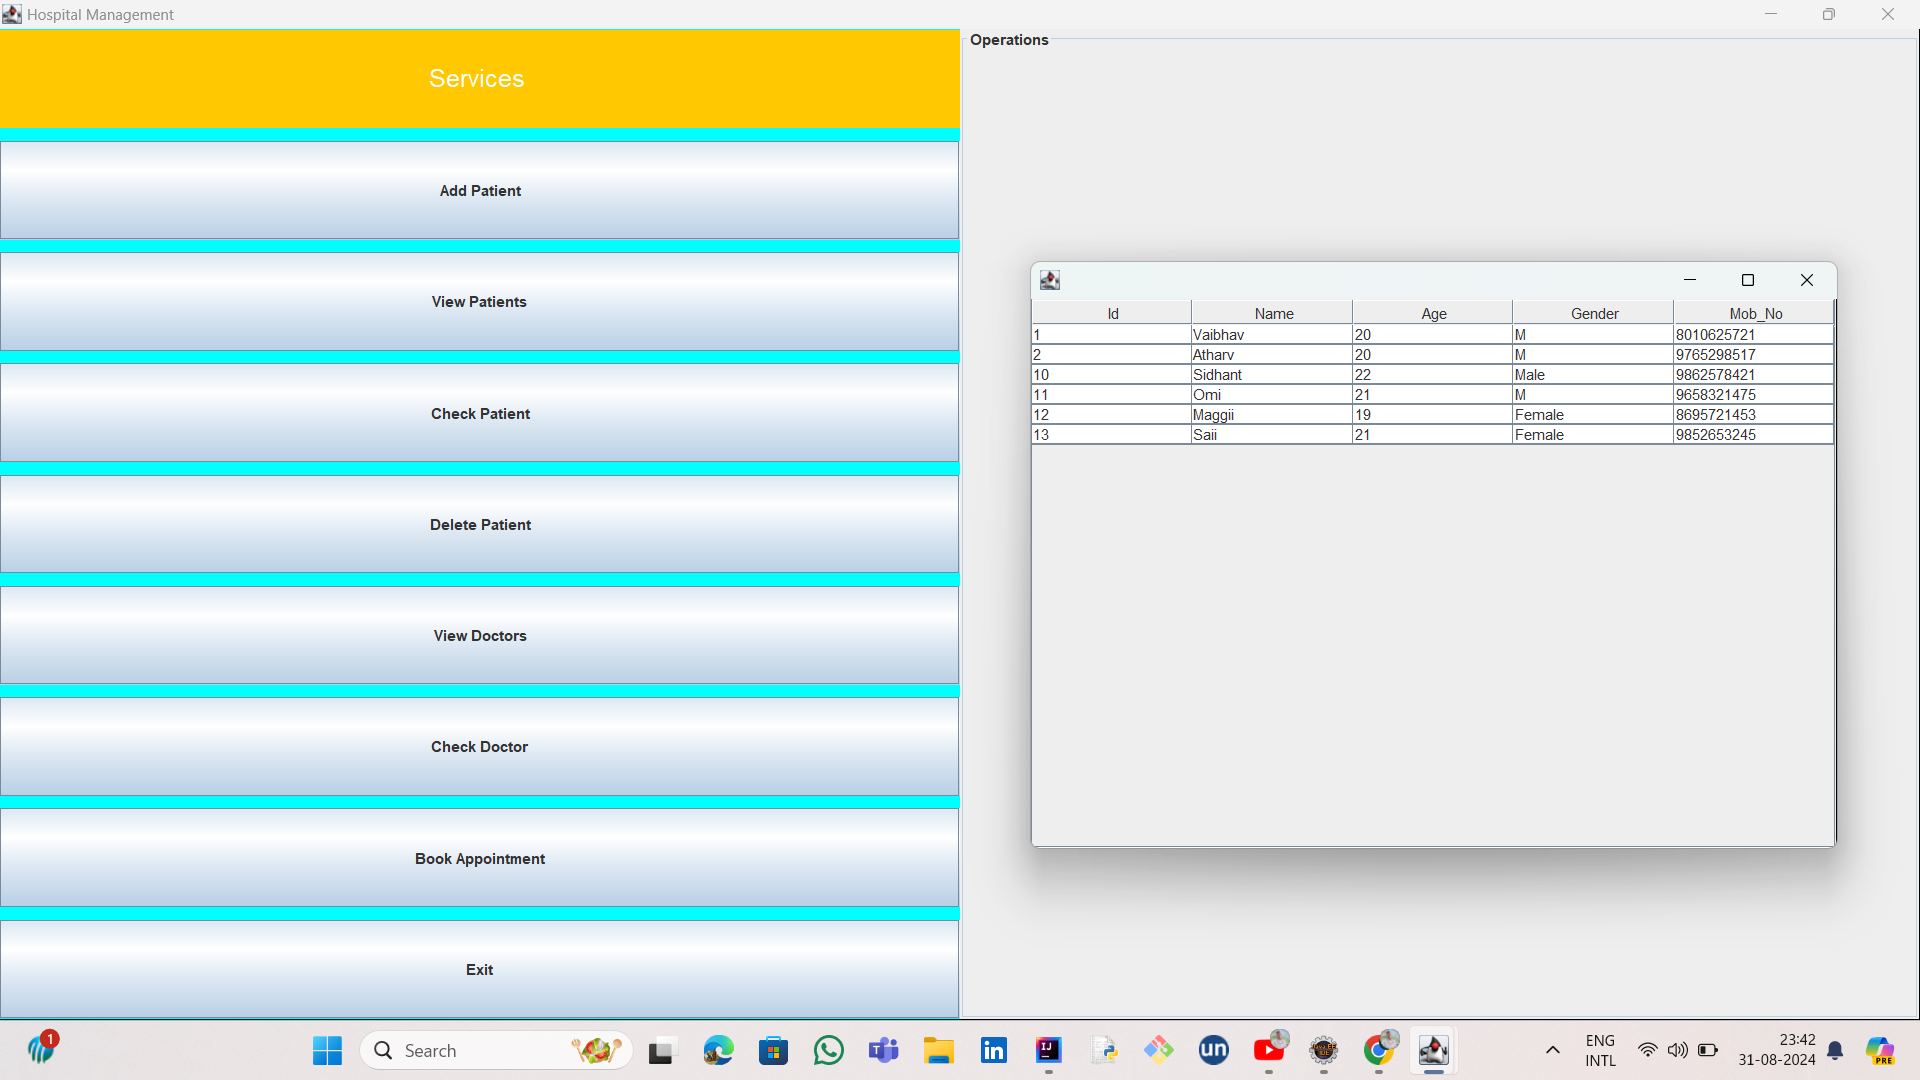 Hospital Management
Services
Add Patient
View Patients
Check Patient
Delete Patient
View Doctors
Check Doctor
Book Appointment
Exit
Operations
Id Name Age Gender Mob_No
1 Vaibhav 20 M 8010625721
2 Atharv 20 M 9765298517
10 Sidhant 22 Male 9862578421
11 Omi 21 M 9658321475
12 Maggii 19 Female 8695721453
13 Saii 21 Female 9852653245
1
Search
IJ
un
ENG
INTL
23:42
31-08-2024
PRE